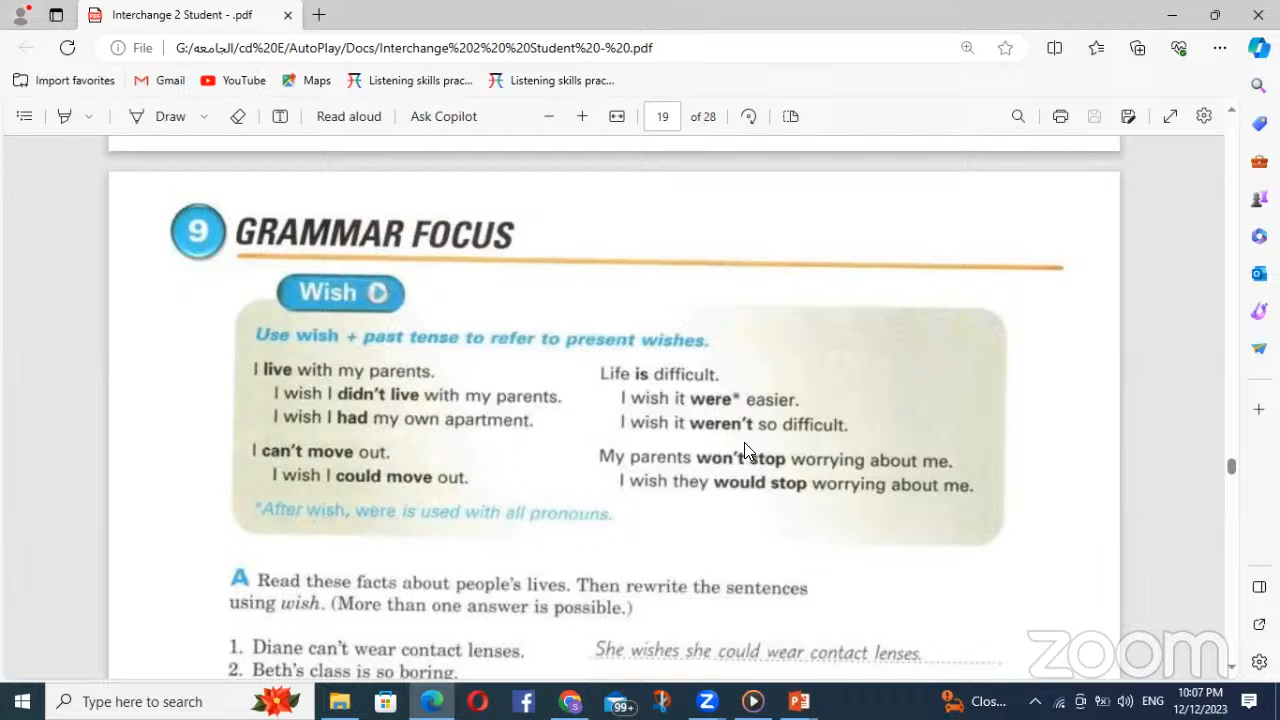 Interchange 2 Student - .pdf
File
G:/الجامعه/cd%20E/AutoPlay/Docs/Interchange%202%20%20Student%20-%20.pdf
Import favorites
Gmail
YouTube
Maps
Listening skills prac...
Listening skills prac...
Draw
Read aloud
Ask Copilot
19
of 28
9 GRAMMAR FOCUS
Wish
Use wish + past tense to refer to present wishes.
I live with my parents.
I wish I didn't live with my parents.
I wish I had my own apartment.
I can't move out.
I wish I could move out.
Life is difficult.
I wish it were* easier.
I wish it weren't so difficult.
My parents won't stop worrying about me.
I wish they would stop worrying about me.
*After wish, were is used with all pronouns.
A Read these facts about people's lives. Then rewrite the sentences
using wish. (More than one answer is possible.)
1. Diane can't wear contact lenses. She wishes she could wear contact lenses.
2. Beth's class is so boring.
zoom
Type here to search
99+
Clos...
ENG
10:07 PM
12/12/2023